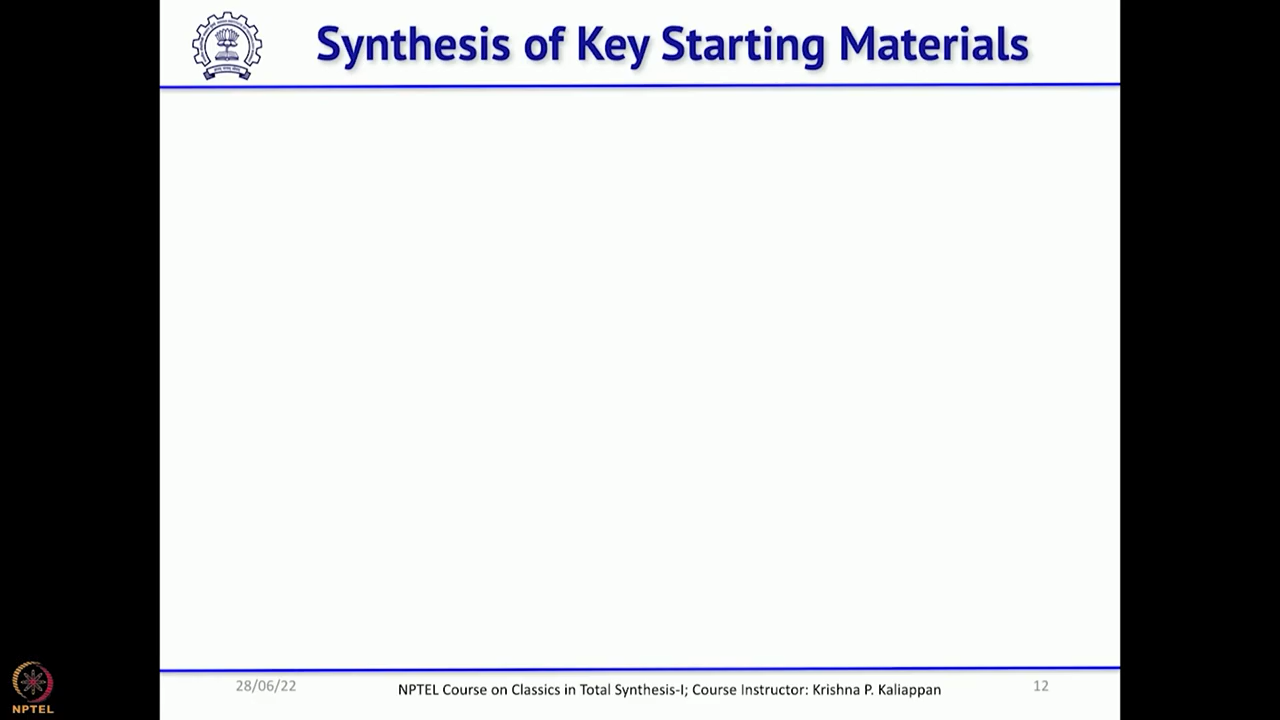 Synthesis of Key Starting Materials
28/06/22
NPTEL Course on Classics in Total Synthesis-I; Course Instructor: Krishna P. Kaliappan
12
NPTEL